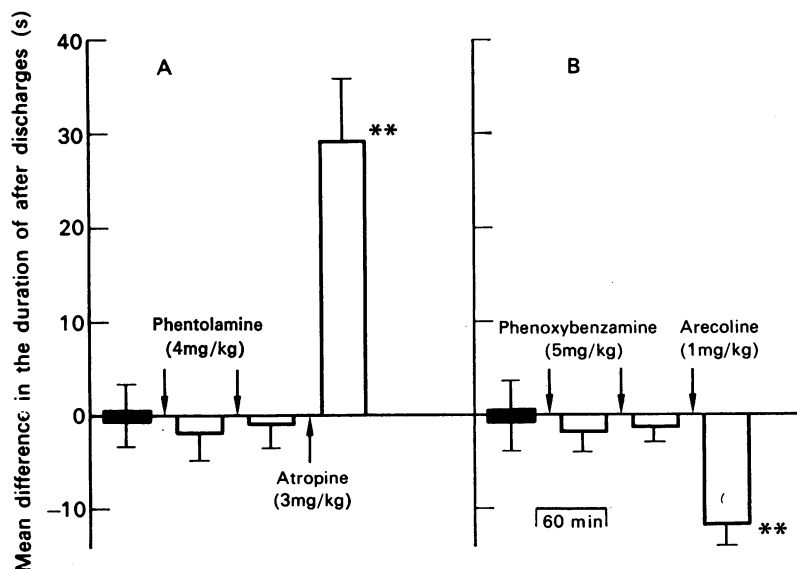 Mean difference in the duration of after discharges (s)
40
30
20
10
0
−10
A
**
Phentolamine
(4mg/kg)
Atropine
(3mg/kg)
B
Phenoxybenzamine
(5mg/kg)
Arecoline
(1mg/kg)
60 min
**